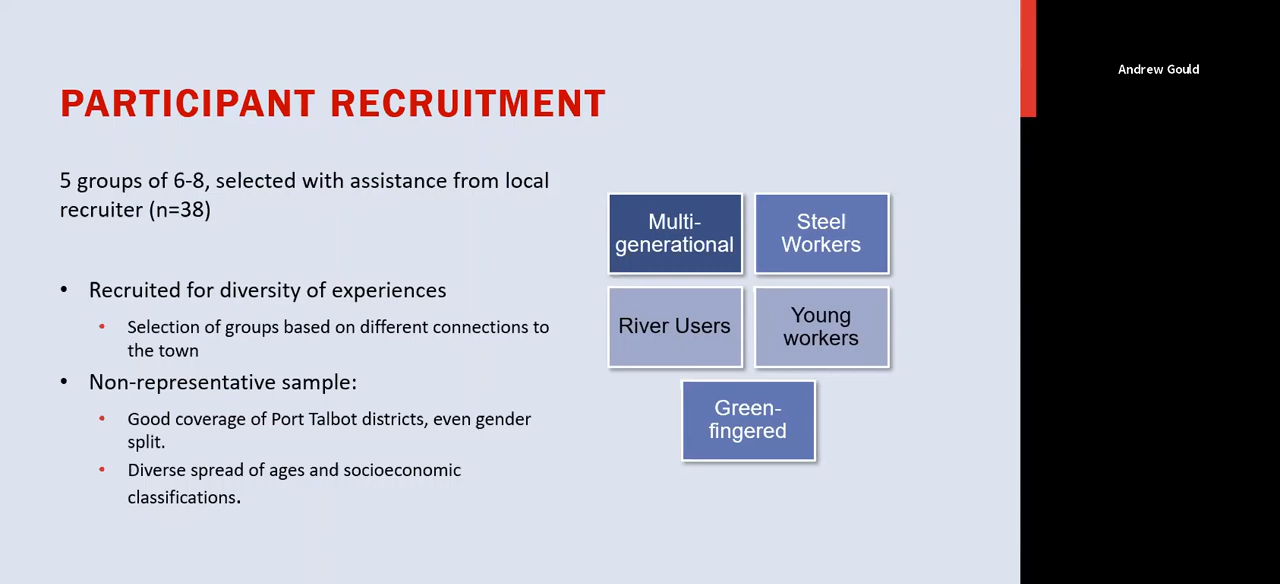 PARTICIPANT RECRUITMENT
5 groups of 6-8, selected with assistance from local
recruiter (n=38)
• Recruited for diversity of experiences
• Selection of groups based on different connections to
the town
• Non-representative sample:
• Good coverage of Port Talbot districts, even gender
split.
• Diverse spread of ages and socioeconomic
classifications.
Multi-
generational
Steel
Workers
River Users
Young
workers
Green-
fingered
Andrew Gould